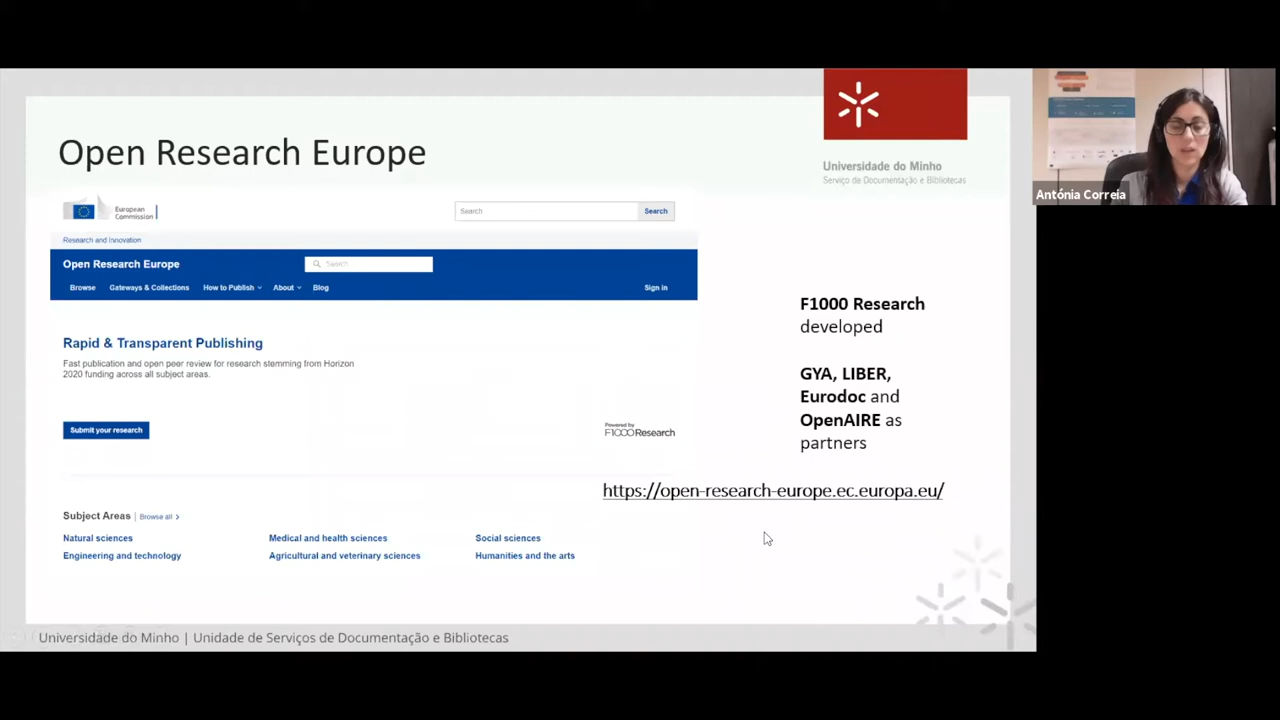 Open Research Europe
Universidade do Minho
Serviço de Documentação e Bibliotecas
Antónia Correia
European
Commission
Search
Search
Research and Innovation
Open Research Europe
Search
Browse
Gateways & Collections
How to Publish
About
Blog
Sign in
Rapid & Transparent Publishing
Fast publication and open peer review for research stemming from Horizon
2020 funding across all subject areas.
Submit your research
Powered by
F1000Research
F1000 Research
developed
GYA, LIBER,
Eurodoc and
OpenAIRE as
partners
https://open-research-europe.ec.europa.eu/
Subject Areas | Browse all
Natural sciences
Medical and health sciences
Social sciences
Engineering and technology
Agricultural and veterinary sciences
Humanities and the arts
Universidade do Minho | Unidade de Serviços de Documentação e Bibliotecas